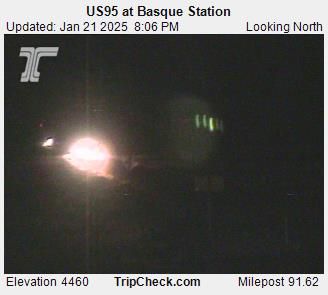 US95 at Basque Station
Updated: Jan 21 2025 8:06 PM Looking North
Elevation 4460 TripCheck.com Milepost 91.62